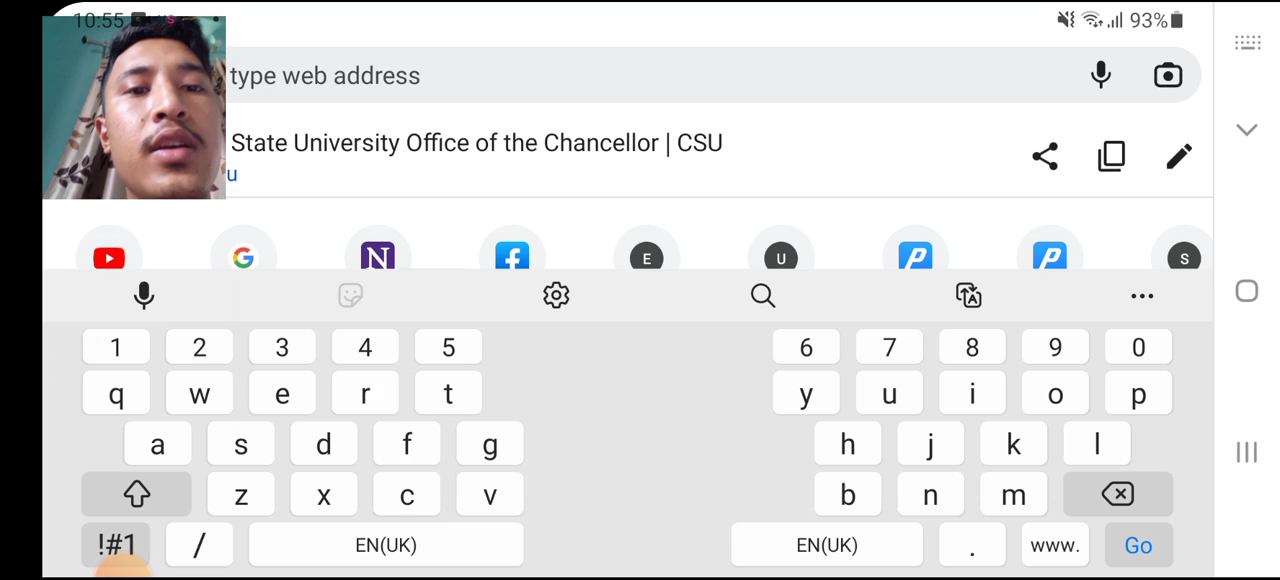 10:55
93%
type web address
State University Office of the Chancellor | CSU
u
N
E
U
P
P
S
1 2 3 4 5 6 7 8 9 0
q w e r t y u i o p
a s d f g h j k l
z x c v b n m
!#1 / EN(UK) EN(UK) . www. Go